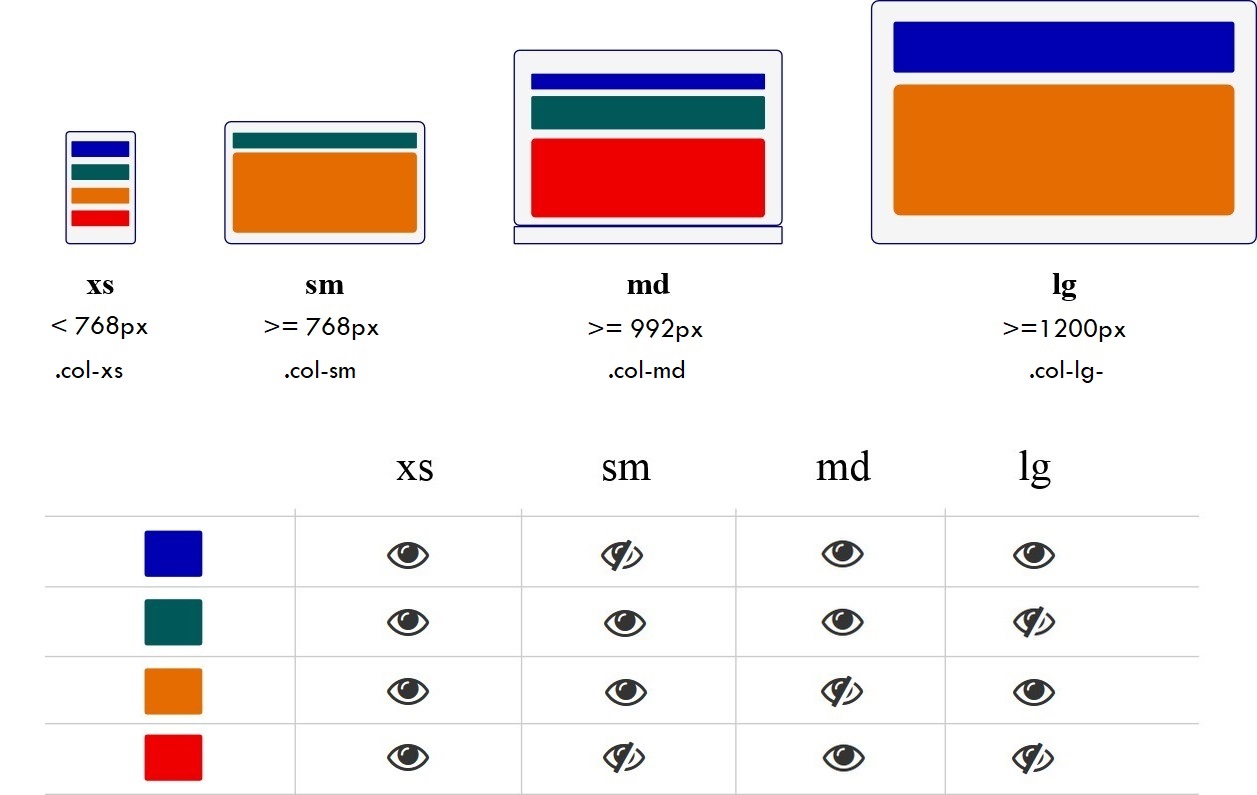 xs sm md lg
< 768px >= 768px >= 992px >=1200px
.col-xs .col-sm .col-md .col-lg-
xs sm md lg